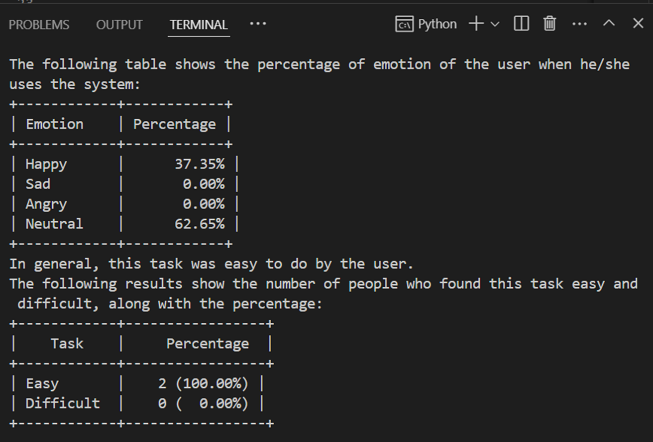 PROBLEMS OUTPUT TERMINAL ... Python
The following table shows the percentage of emotion of the user when he/she
uses the system:
+------------+------------+
| Emotion    | Percentage |
+------------+------------+
| Happy      |     37.35% |
| Sad        |      0.00% |
| Angry      |      0.00% |
| Neutral    |     62.65% |
+------------+------------+
In general, this task was easy to do by the user.
The following results show the number of people who found this task easy and
 difficult, along with the percentage:
+------------+-----------------+
|    Task    |     Percentage  |
+------------+-----------------+
| Easy       |    2 (100.00%) |
| Difficult  |    0 (  0.00%) |
+------------+-----------------+